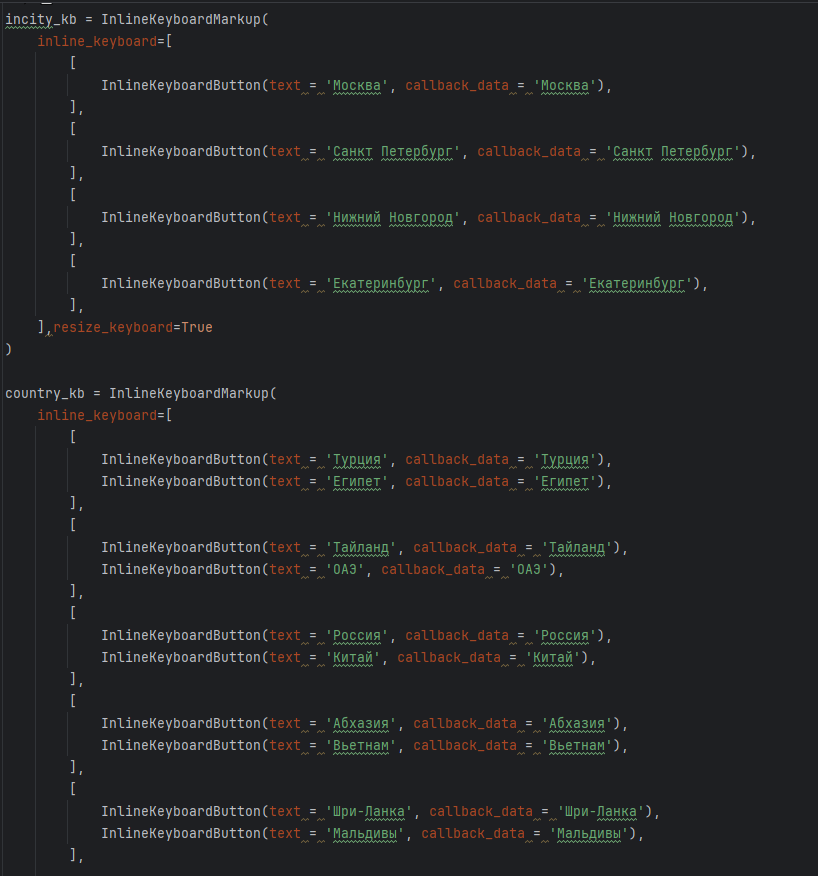 incity_kb = InlineKeyboardMarkup(
    inline_keyboard=[
        [
            InlineKeyboardButton(text = 'Москва', callback_data = 'Москва'),
        ],
        [
            InlineKeyboardButton(text = 'Санкт Петербург', callback_data = 'Санкт Петербург'),
        ],
        [
            InlineKeyboardButton(text = 'Нижний Новгород', callback_data = 'Нижний Новгород'),
        ],
        [
            InlineKeyboardButton(text = 'Екатеринбург', callback_data = 'Екатеринбург'),
        ],
    ],resize_keyboard=True
)

country_kb = InlineKeyboardMarkup(
    inline_keyboard=[
        [
            InlineKeyboardButton(text = 'Турция', callback_data = 'Турция'),
            InlineKeyboardButton(text = 'Египет', callback_data = 'Египет'),
        ],
        [
            InlineKeyboardButton(text = 'Тайланд', callback_data = 'Тайланд'),
            InlineKeyboardButton(text = 'ОАЭ', callback_data = 'ОАЭ'),
        ],
        [
            InlineKeyboardButton(text = 'Россия', callback_data = 'Россия'),
            InlineKeyboardButton(text = 'Китай', callback_data = 'Китай'),
        ],
        [
            InlineKeyboardButton(text = 'Абхазия', callback_data = 'Абхазия'),
            InlineKeyboardButton(text = 'Вьетнам', callback_data = 'Вьетнам'),
        ],
        [
            InlineKeyboardButton(text = 'Шри-Ланка', callback_data = 'Шри-Ланка'),
            InlineKeyboardButton(text = 'Мальдивы', callback_data = 'Мальдивы'),
        ],